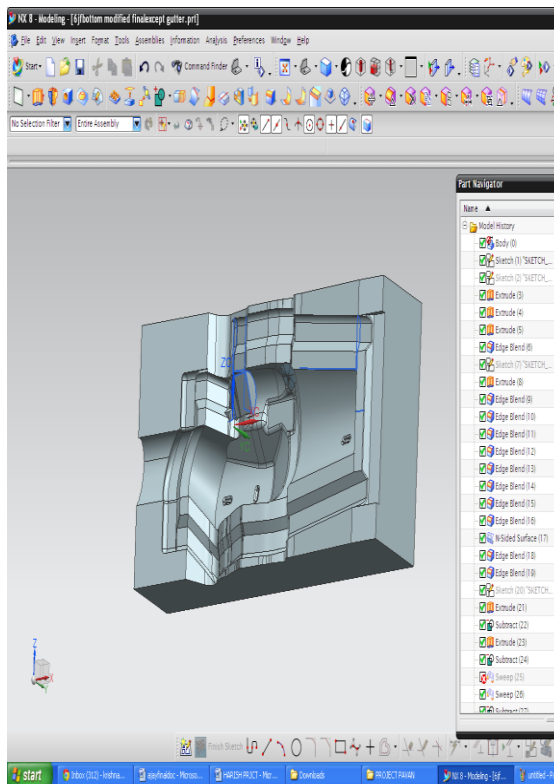 NX 8 - Modeling - [6jfbottom modified finalexcept gutter.prt]
File Edit View Insert Format Tools Assemblies Information Analysis Preferences Window Help
Start Command Finder
No Selection Filter Entire Assembly
Part Navigator
Name
Model History
Body (0)
Sketch (1) "SKETCH_...
Sketch (2) "SKETCH_...
Extrude (3)
Extrude (4)
Extrude (5)
Edge Blend (6)
Sketch (7) "SKETCH_...
Extrude (8)
Edge Blend (9)
Edge Blend (10)
Edge Blend (11)
Edge Blend (12)
Edge Blend (13)
Edge Blend (14)
Edge Blend (15)
Edge Blend (16)
N-Sided Surface (17)
Edge Blend (18)
Edge Blend (19)
Sketch (20) "SKETCH...
Extrude (21)
Subtract (22)
Extrude (23)
Subtract (24)
Sweep (25)
Sweep (26)
Subtract (27)
Z
X
Y
Finish Sketch
start Inbox (312) - krishna... ajayfinaldoc - Microso... HARISH PRJCT - Micr... Downloads PROJECT PAVAN NX 8 - Modeling - [6jf... untitled - P